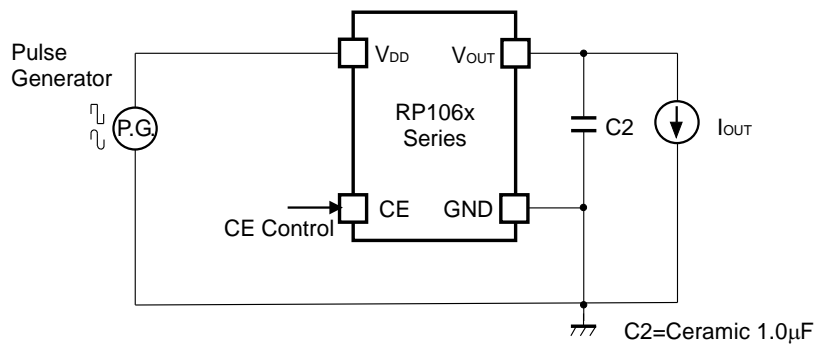 Pulse
Generator
P.G.
VDD
VOUT
RP106x
Series
C2
IOUT
CE
GND
CE Control
C2=Ceramic 1.0μF